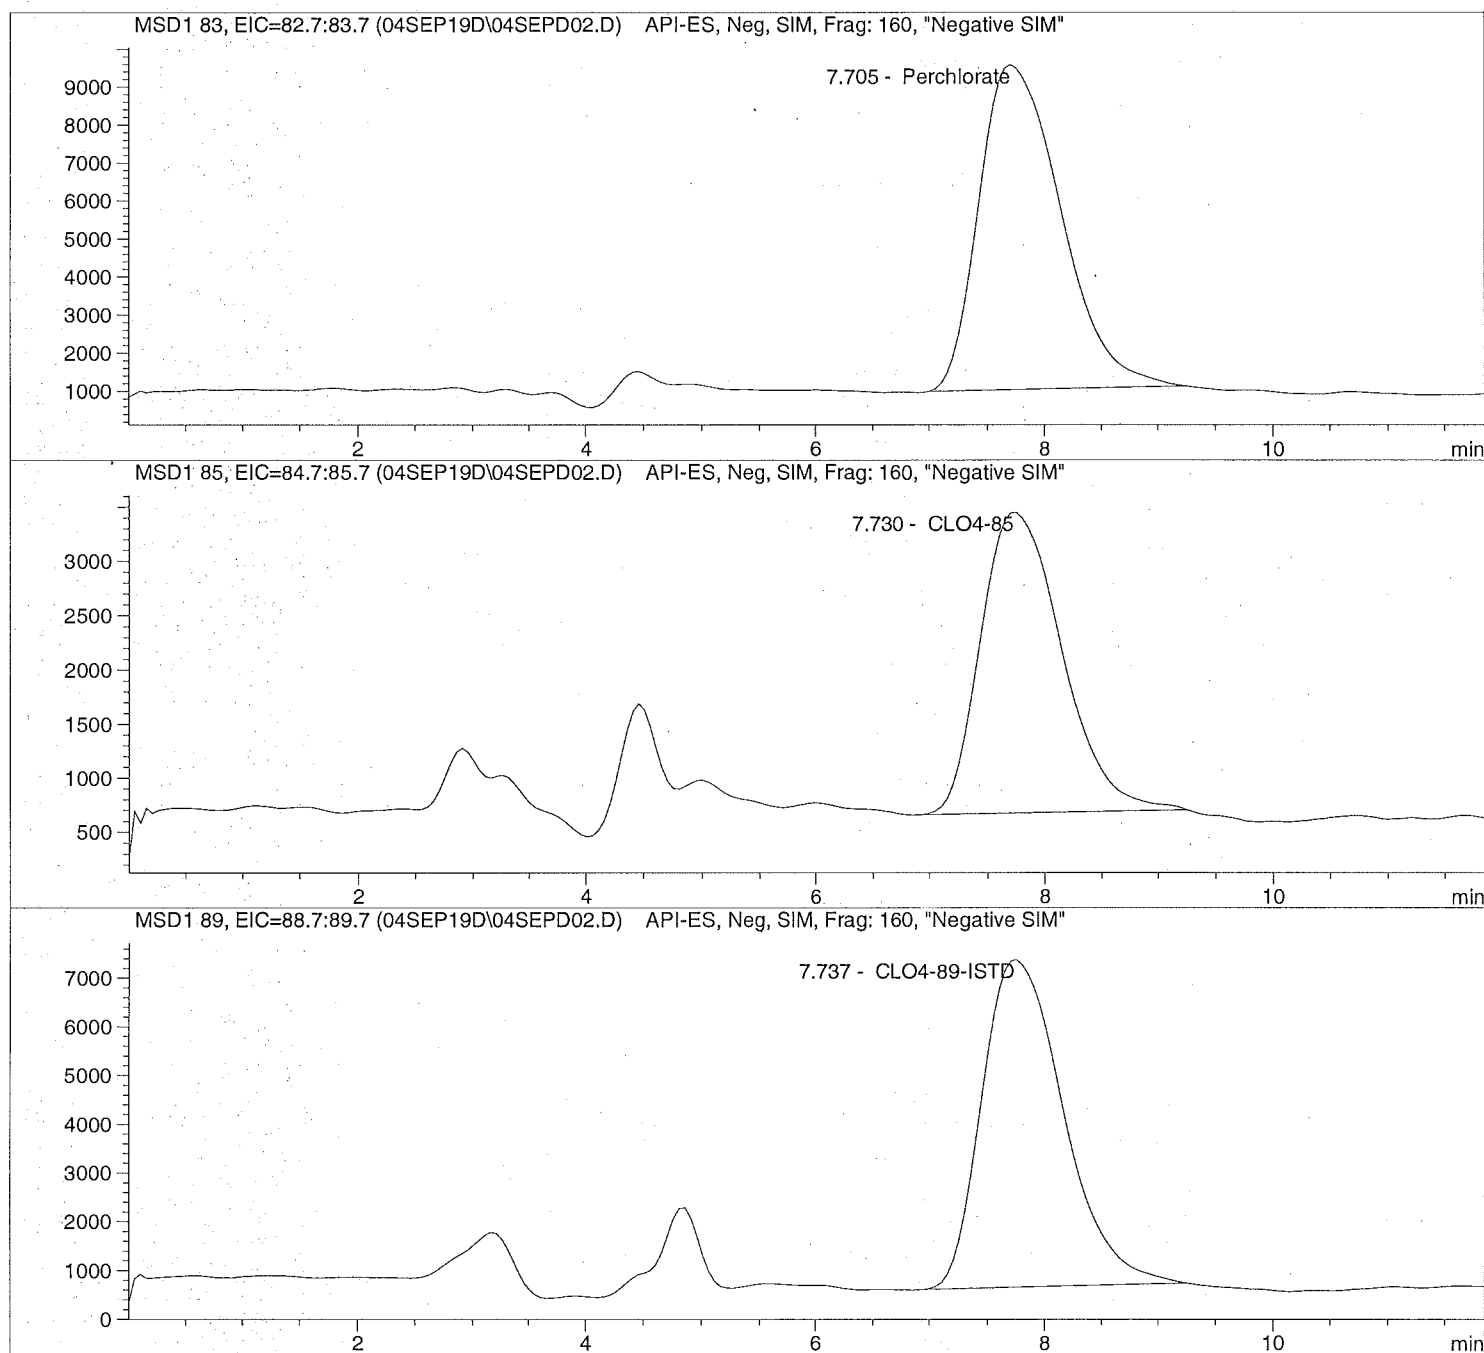 MSD1 83, EIC=82.7:83.7 (04SEP19D\04SEPD02.D) API-ES, Neg, SIM, Frag: 160, "Negative SIM"
7.705 - Perchlorate
9000
8000
7000
6000
5000
4000
3000
2000
1000
2 4 6 8 10 min
MSD1 85, EIC=84.7:85.7 (04SEP19D\04SEPD02.D) API-ES, Neg, SIM, Frag: 160, "Negative SIM"
7.730 - CLO4-85
3000
2500
2000
1500
1000
500
2 4 6 8 10 min
MSD1 89, EIC=88.7:89.7 (04SEP19D\04SEPD02.D) API-ES, Neg, SIM, Frag: 160, "Negative SIM"
7.737 - CLO4-89-ISTD
7000
6000
5000
4000
3000
2000
1000
0
2 4 6 8 10 min